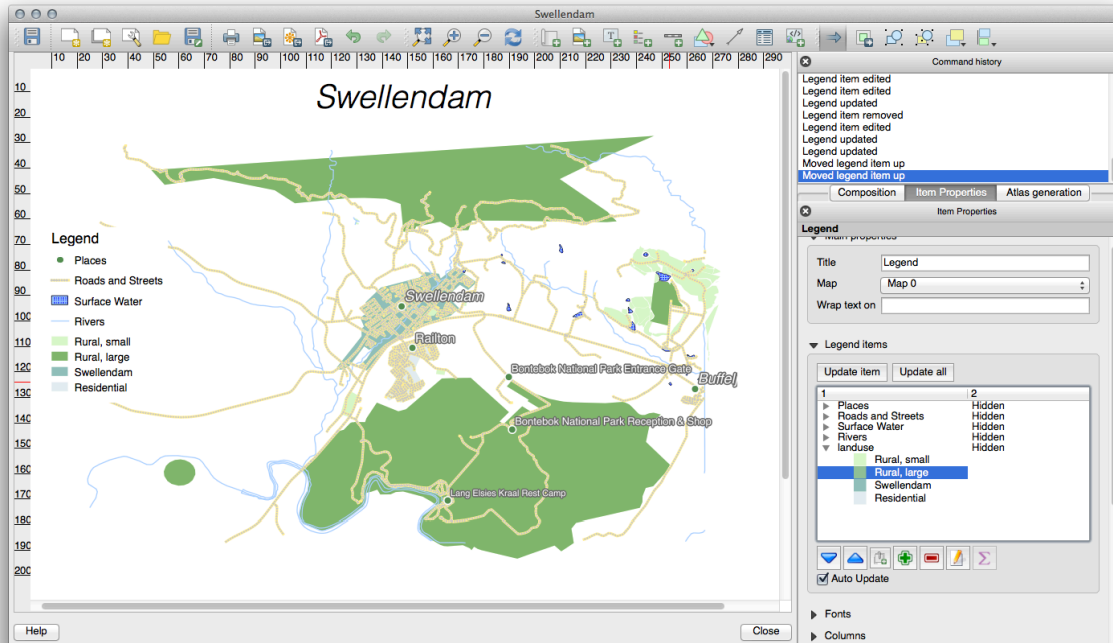 Swellendam
10 20 30 40 50 60 70 80 90 100 110 120 130 140 150 160 170 180 190 200 210 220 230 240 250 260 270 280 290
10
20
30
40
50
60
70
80
90
100
110
120
130
140
150
160
170
180
190
200
Swellendam
Legend
Places
Roads and Streets
Surface Water
Rivers
Rural, small
Rural, large
Swellendam
Residential
Swellendam
Railton
Bontebok National Park Entrance Gate
Buffelj
Bontebok National Park Reception & Shop
Lang Elsies Kraal Rest Camp
Help
Close
Command history
Legend item edited
Legend item edited
Legend updated
Legend item removed
Legend item edited
Legend updated
Legend updated
Moved legend item up
Moved legend item up
Composition Item Properties Atlas generation
Item Properties
Legend
Main properties
Title Legend
Map Map 0
Wrap text on
Legend items
Update item Update all
1 2
Places Hidden
Roads and Streets Hidden
Surface Water Hidden
Rivers Hidden
landuse Hidden
Rural, small
Rural, large
Swellendam
Residential
Σ
Auto Update
Fonts
Columns